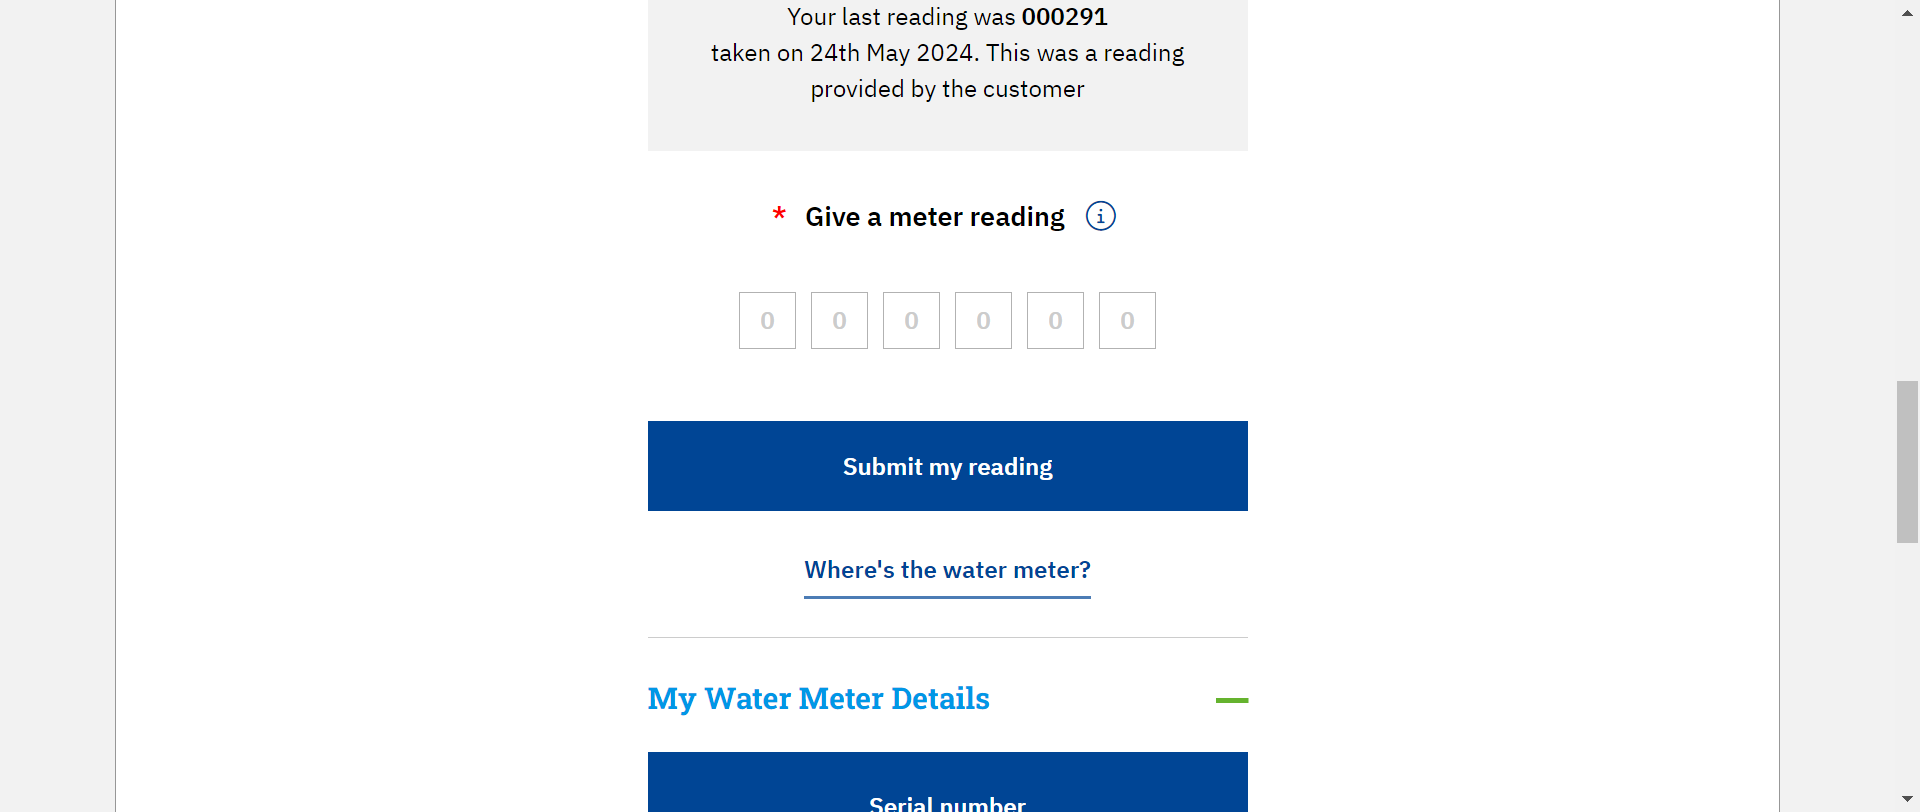 Your last reading was 000291
taken on 24th May 2024. This was a reading
provided by the customer
* Give a meter reading i
0 0 0 0 0 0
Submit my reading
Where's the water meter?
My Water Meter Details
Serial number